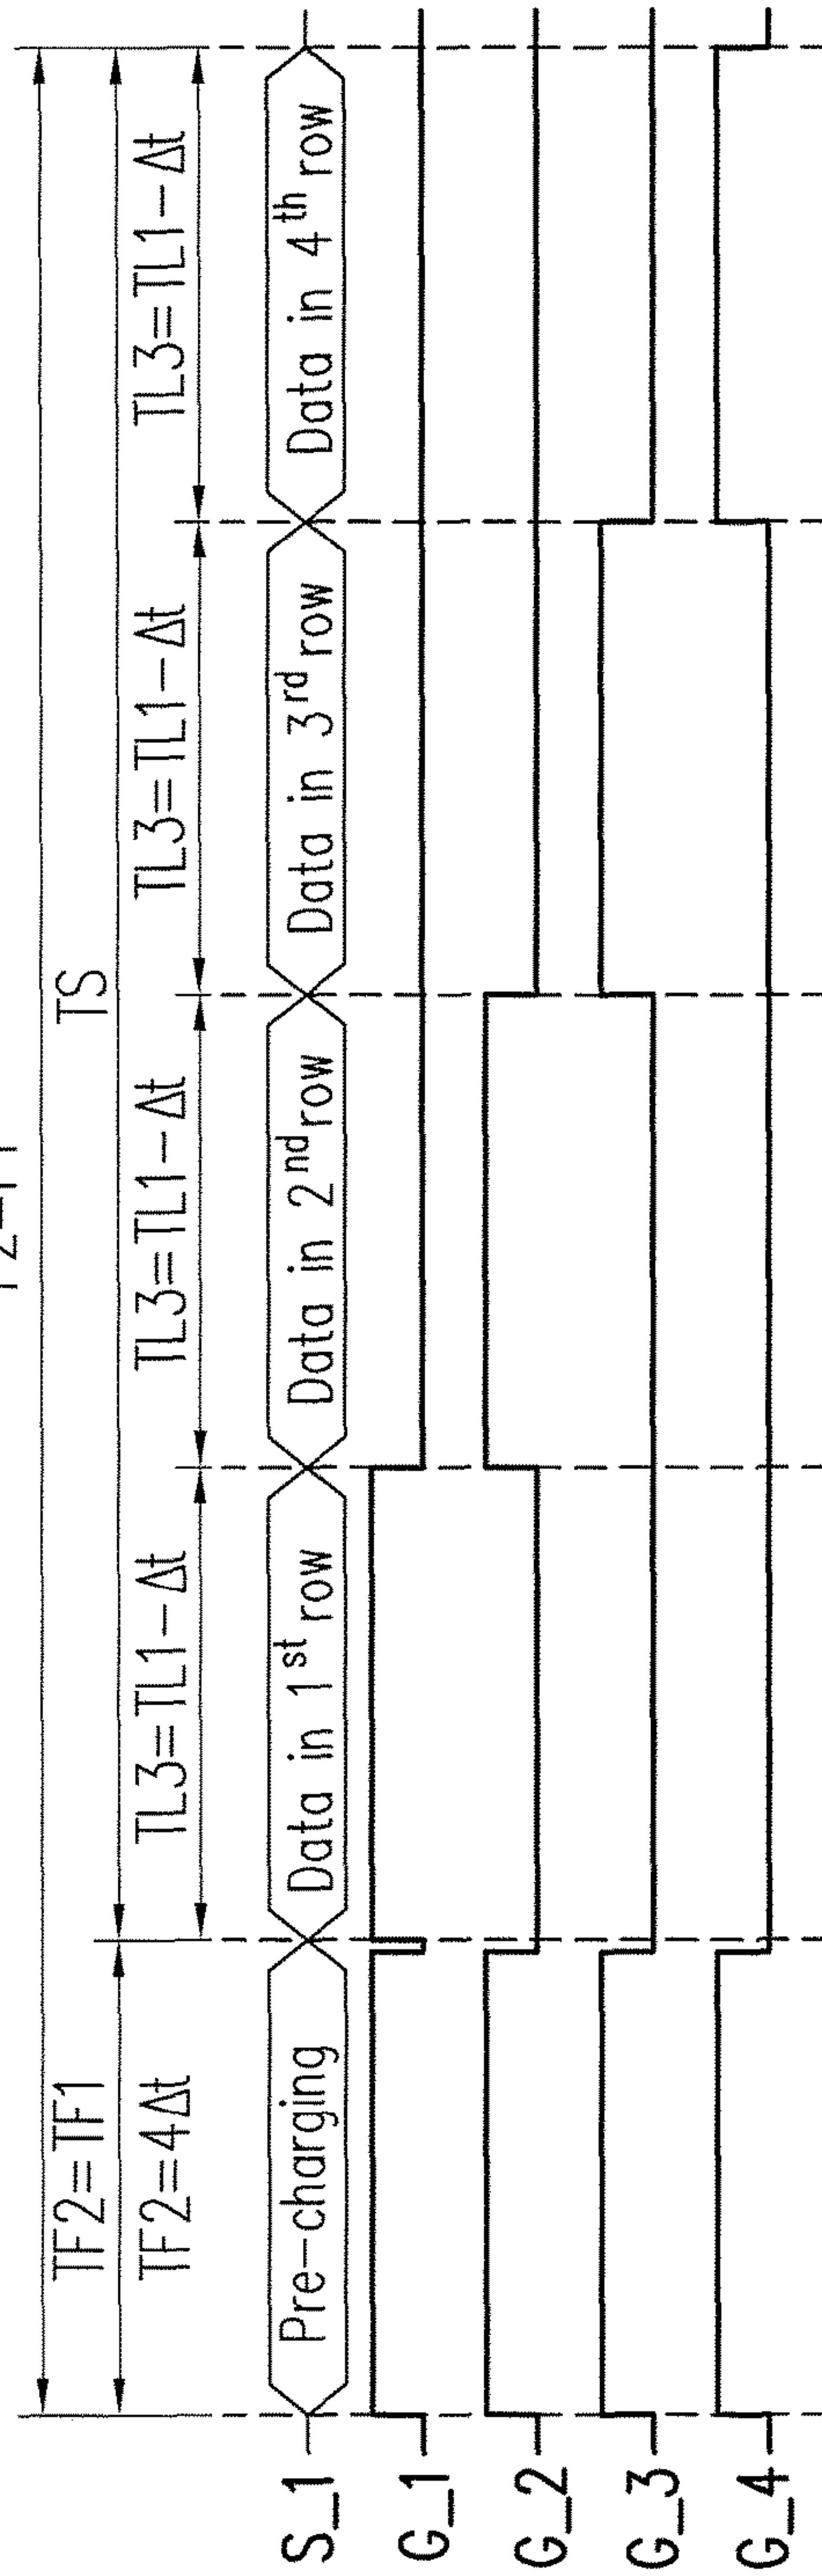 TS
TF2=TF1
TF2=4Δt
TL3=TL1-Δt
TL3=TL1-Δt
TL3=TL1-Δt
TL3=TL1-Δt
S_1
Pre-charging
Data in 1st row
Data in 2nd row
Data in 3rd row
Data in 4th row
G_1
G_2
G_3
G_4